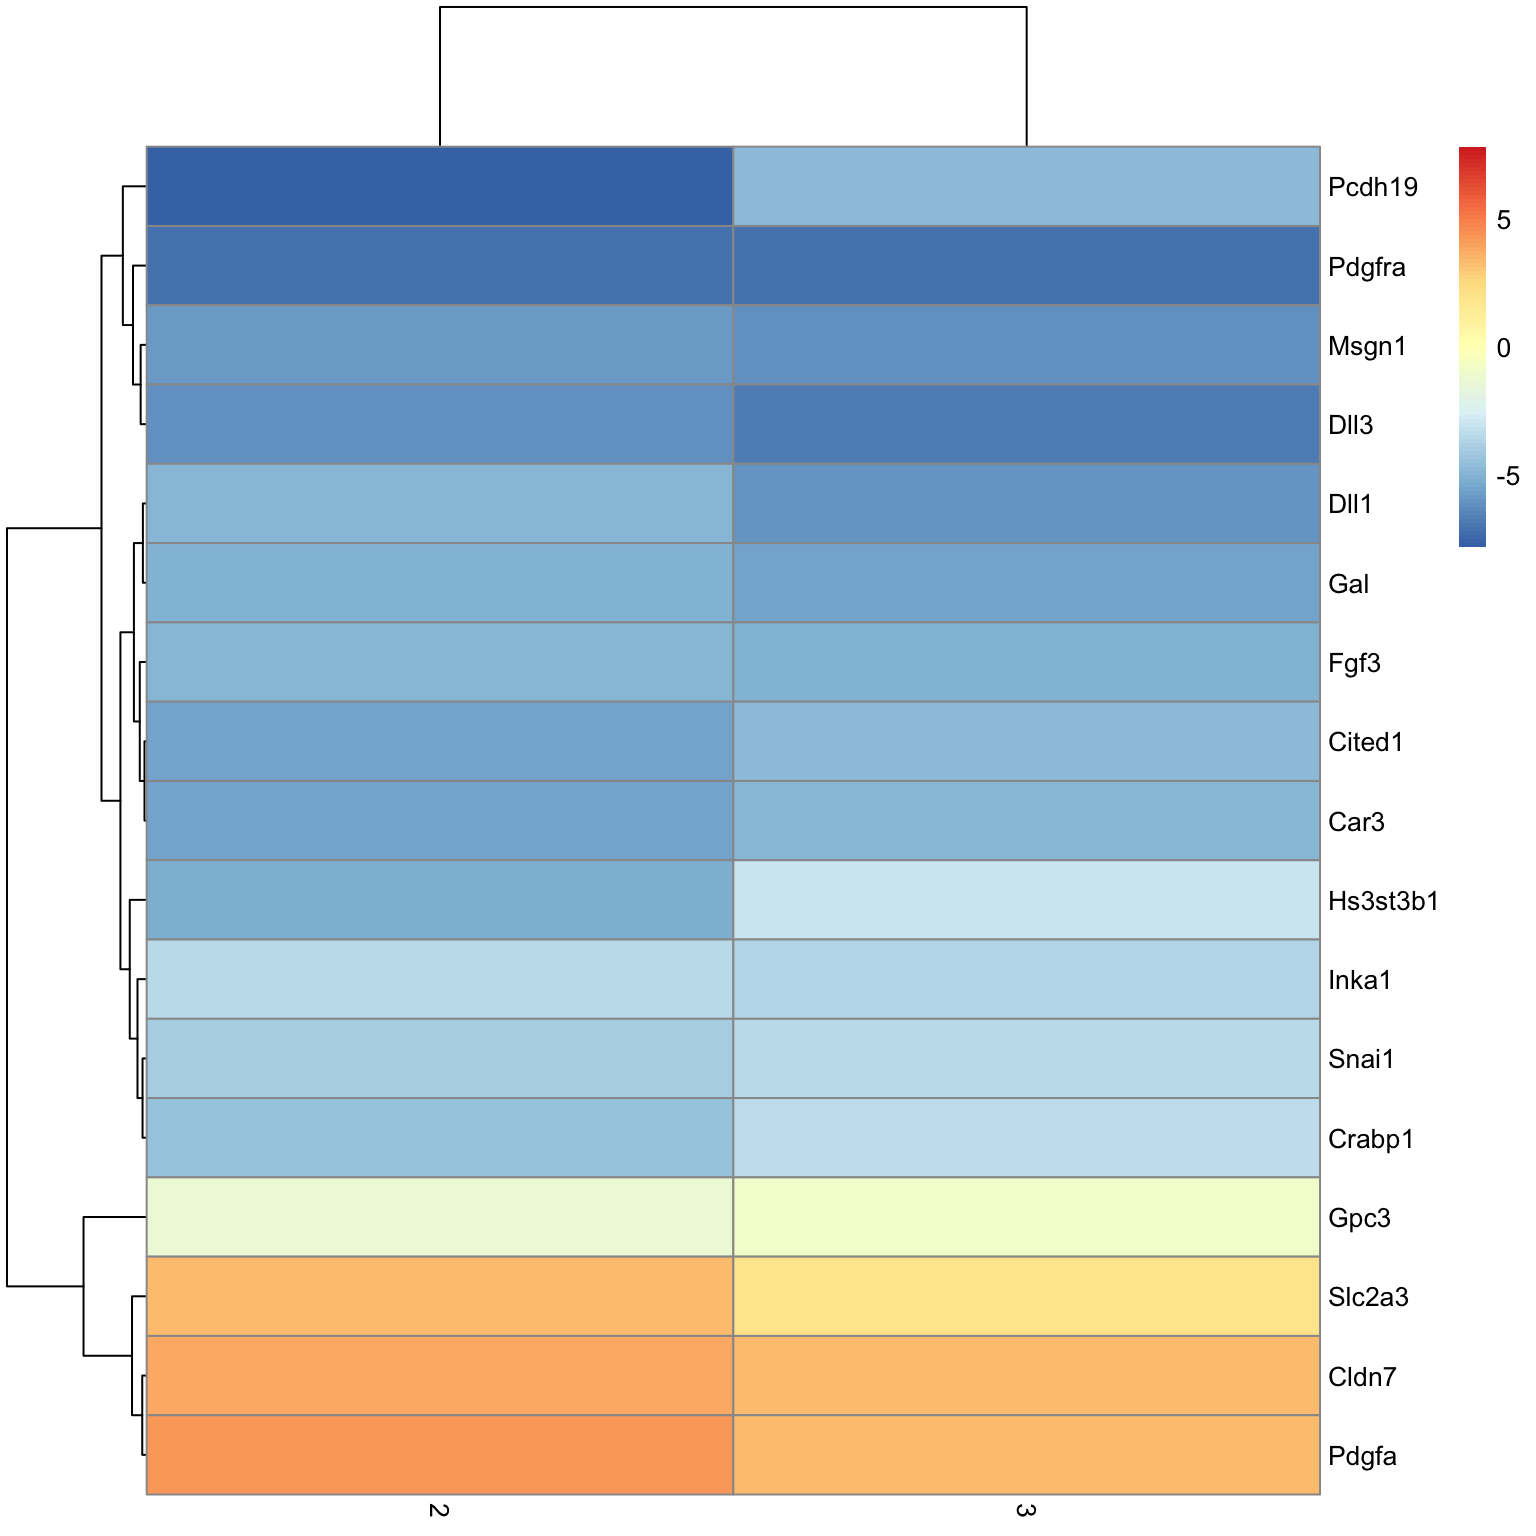 Pcdh19
Pdgfra
Msgn1
Dll3
Dll1
Gal
Fgf3
Cited1
Car3
Hs3st3b1
Inka1
Snai1
Crabp1
Gpc3
Slc2a3
Cldn7
Pdgfa
2
3
5
0
-5